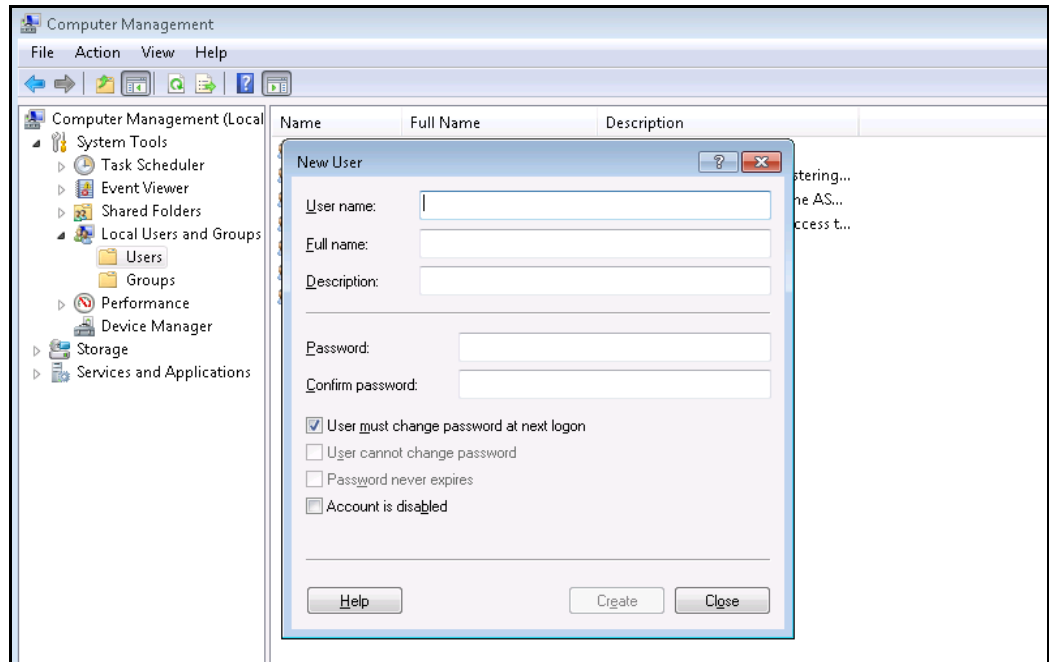 Computer Management
File Action View Help
Computer Management (Local
System Tools
Task Scheduler
Event Viewer
Shared Folders
Local Users and Groups
Users
Groups
Performance
Device Manager
Storage
Services and Applications
Name Full Name Description
stering...
he AS...
ccess t...
New User
User name:
Full name:
Description:
Password:
Confirm password:
User must change password at next logon
User cannot change password
Password never expires
Account is disabled
Help Create Close